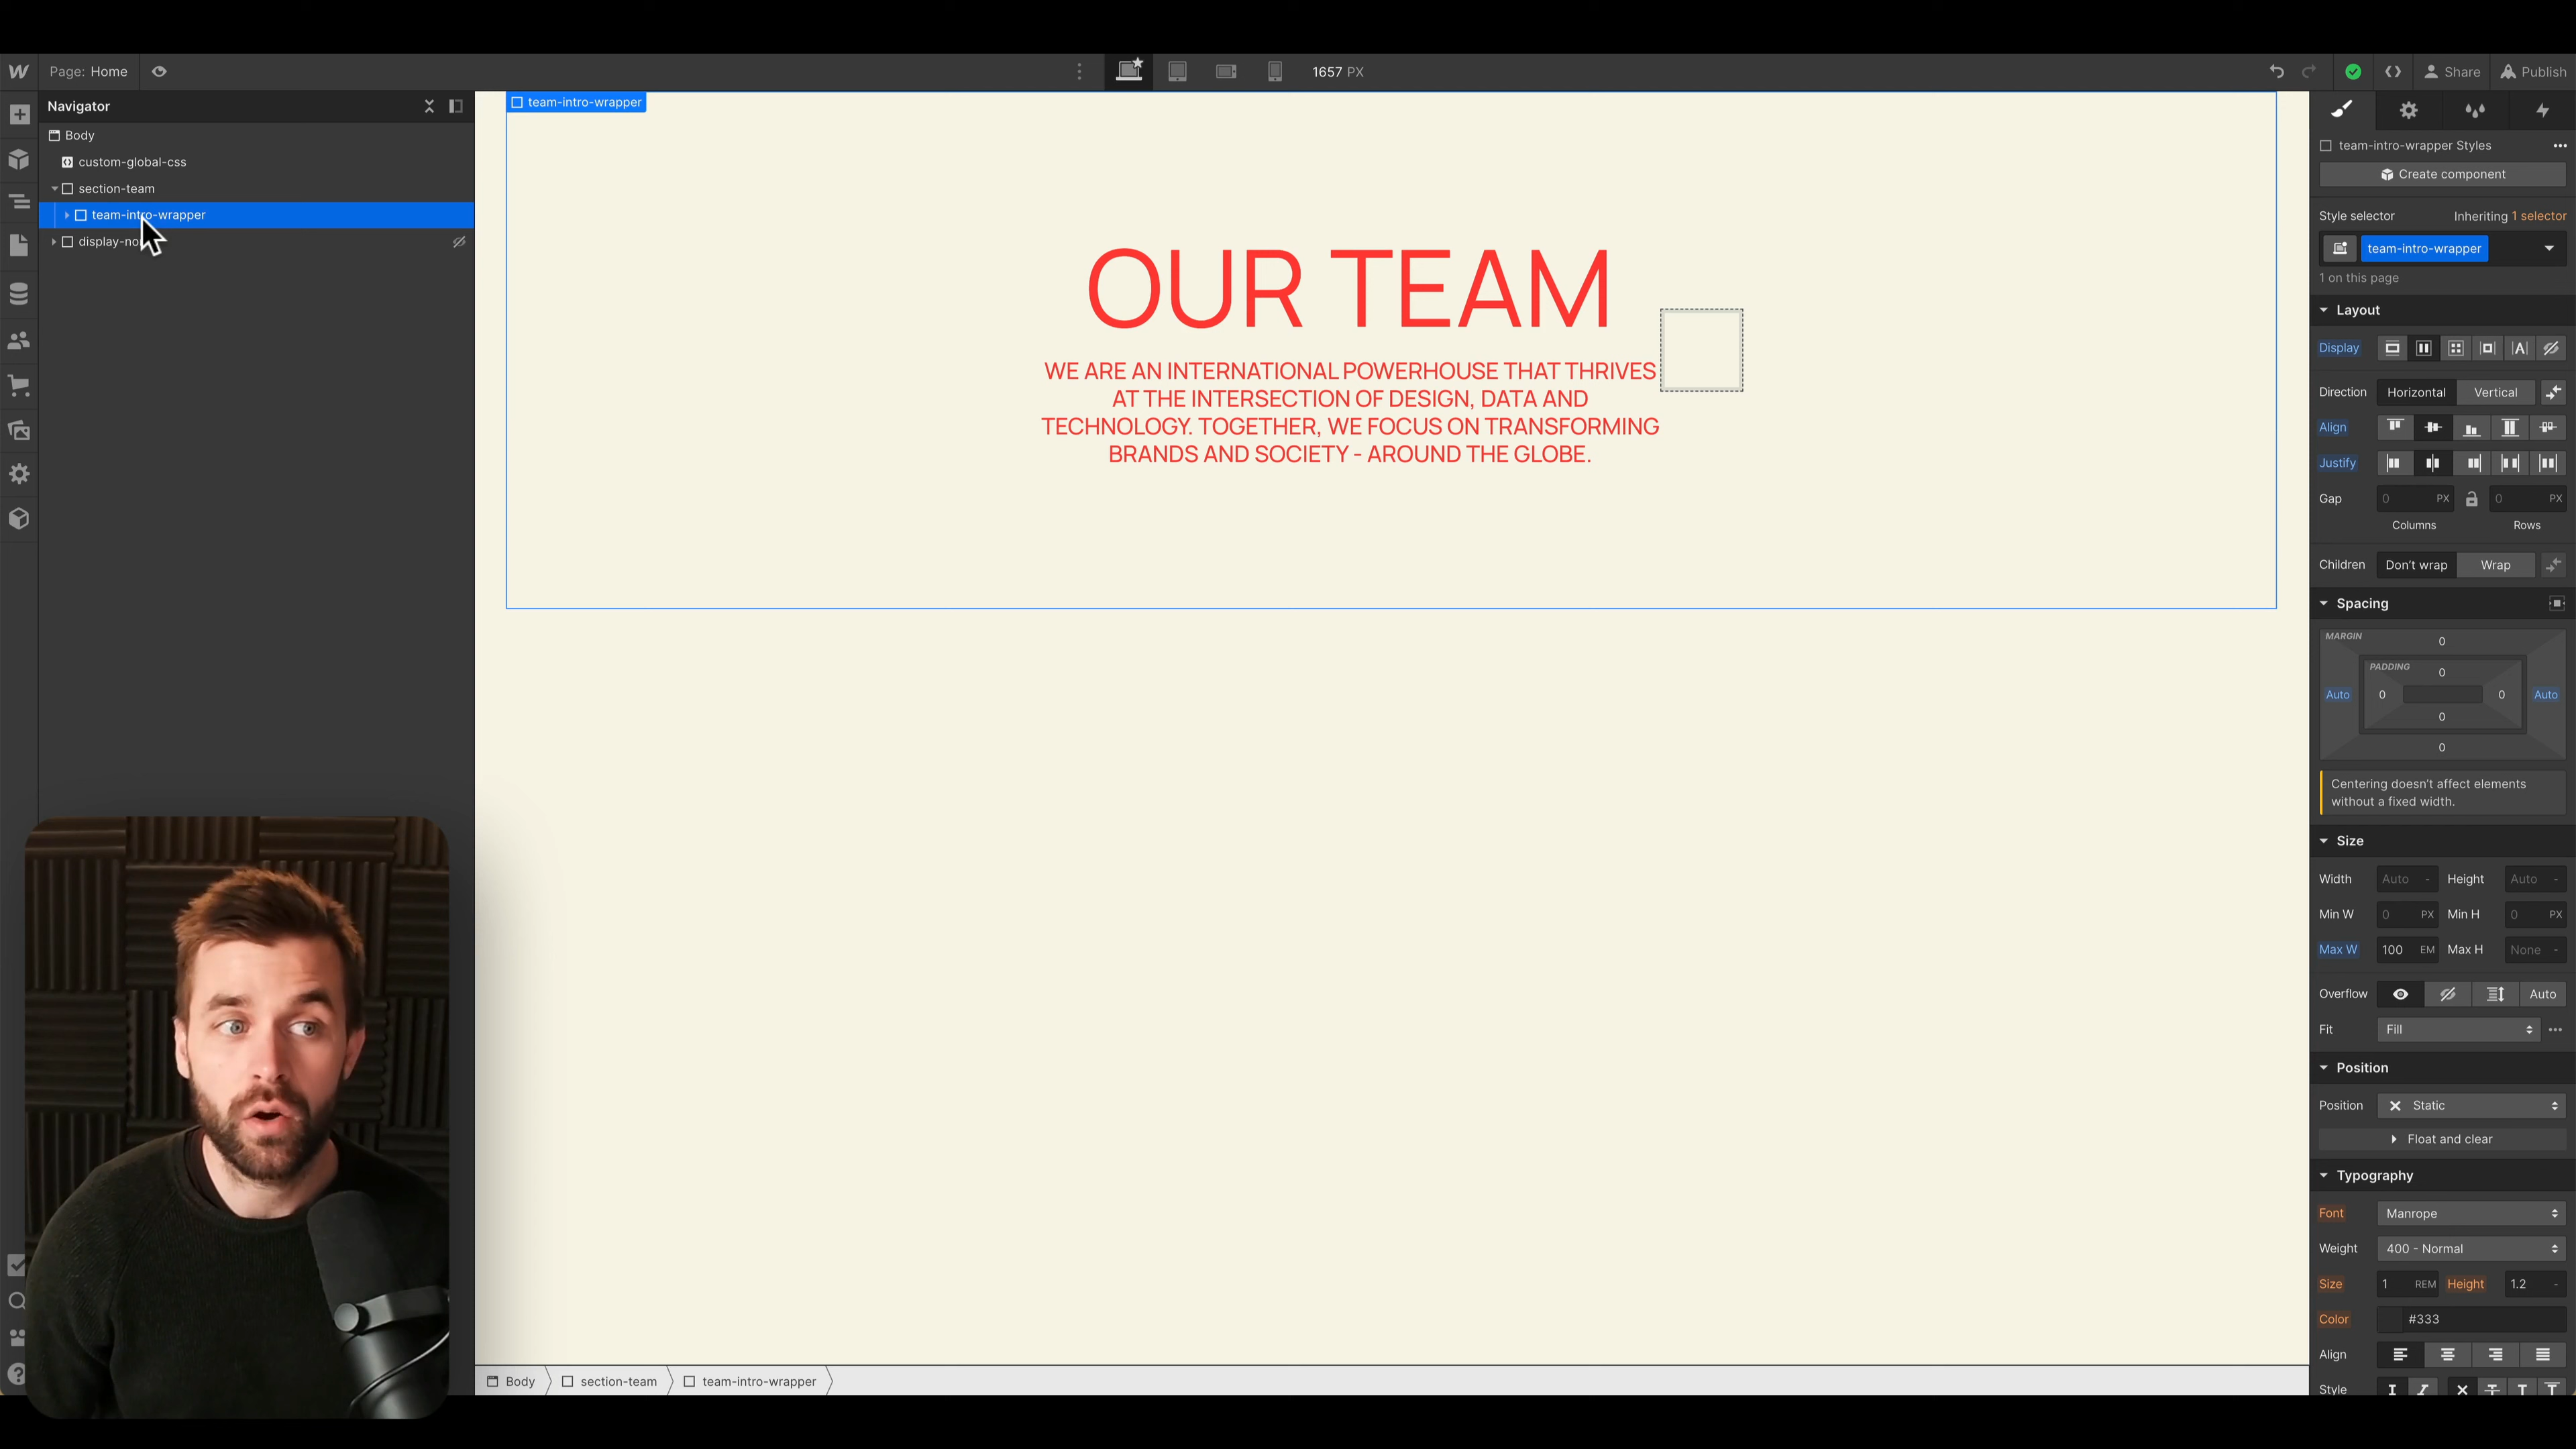 Page: Home
1657 PX
Share
Publish
Navigator
Body
custom-global-css
section-team
team-intro-wrapper
display-no
team-intro-wrapper
OUR TEAM
WE ARE AN INTERNATIONAL POWERHOUSE THAT THRIVES
AT THE INTERSECTION OF DESIGN, DATA AND
TECHNOLOGY. TOGETHER, WE FOCUS ON TRANSFORMING
BRANDS AND SOCIETY - AROUND THE GLOBE.
Body
section-team
team-intro-wrapper
team-intro-wrapper Styles
Create component
Style selector Inheriting 1 selector
team-intro-wrapper
1 on this page
Layout
Display
Direction Horizontal Vertical
Align
Justify
Gap 0 PX 0 PX
Columns Rows
Children Don't wrap Wrap
Spacing
MARGIN
0
PADDING
0
Auto 0 0 Auto
0
0
Centering doesn't affect elements
without a fixed width.
Size
Width Auto - Height Auto -
Min W 0 PX Min H 0 PX
Max W 100 EM Max H None -
Overflow Auto
Fit Fill
Position
Position Static
Float and clear
Typography
Font Manrope
Weight 400 - Normal
Size 1 REM Height 1.2 -
Color #333
Align
Style